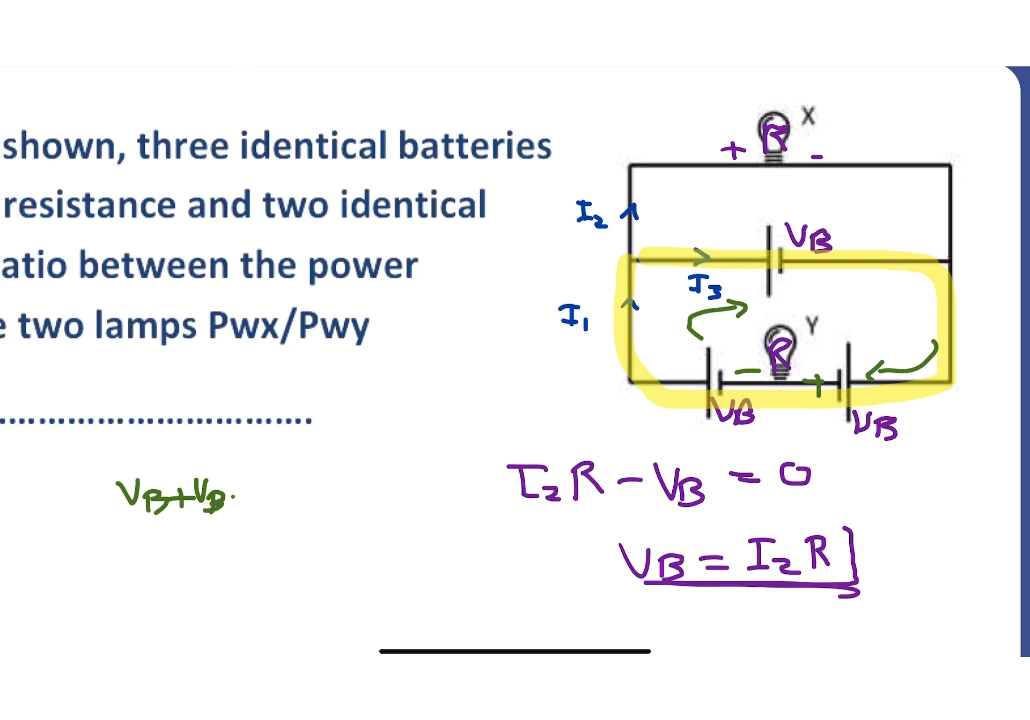 X
shown, three identical batteries
+ R -
resistance and two identical
I₂
VB
atio between the power
I₃
I₁
Y
e two lamps Pwx/Pwy
R
− +
VB
VB
..............................
VB+VB.
I₂R − VB = 0
VB = I₂R